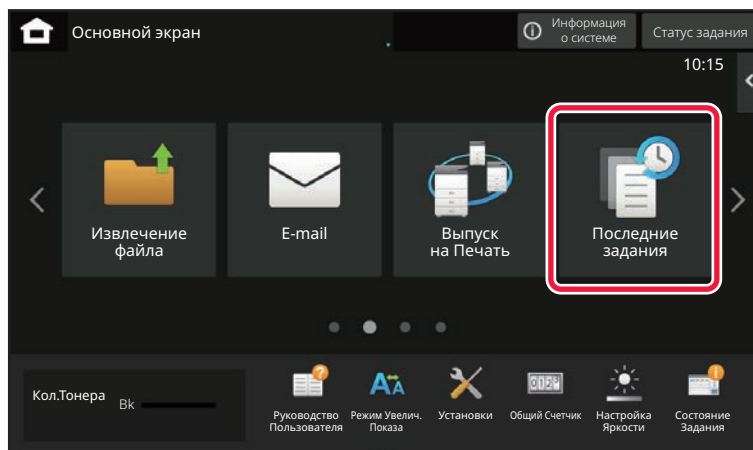 Основной экран
Информация
о системе
Статус задания
10:15
Извлечение
файла
E-mail
Выпуск
на Печать
Последние
задания
Кол.Тонера
Bk
Руководство
Пользователя
Режим Увелич.
Показа
Установки
0123
Общий Счетчик
Настройка
Яркости
Состояние
Задания